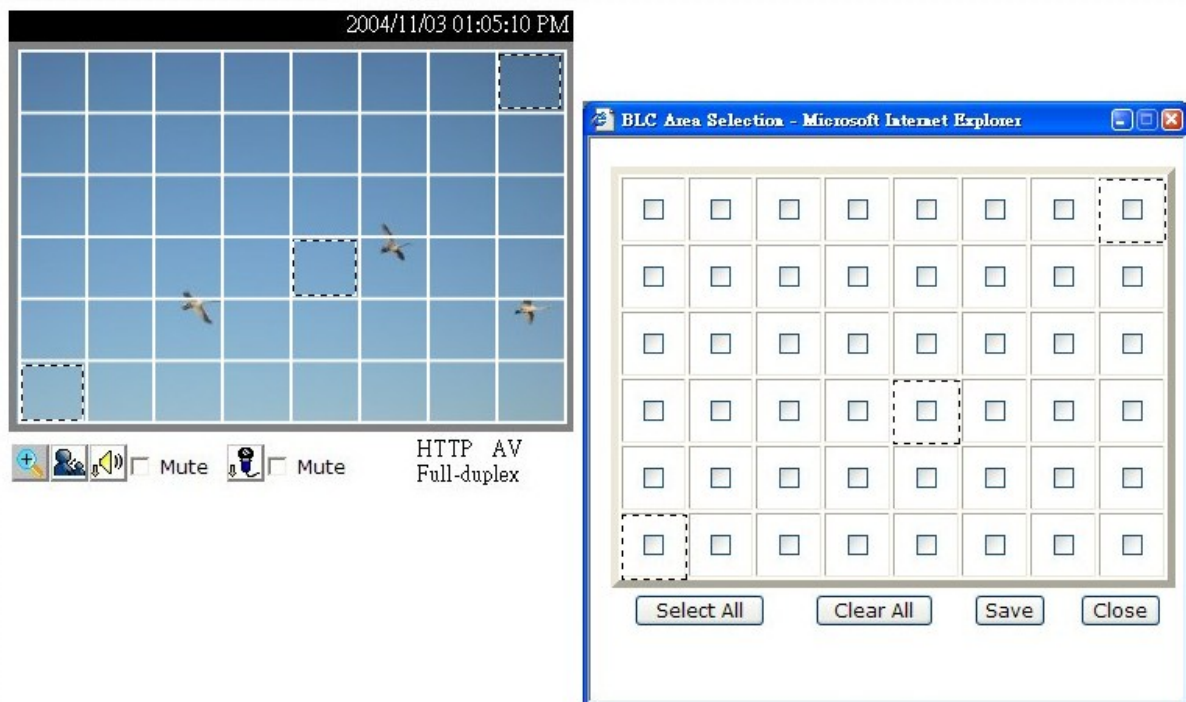 2004/11/03 01:05:10 PM
Mute
Mute
HTTP AV
Full-duplex
BLC Area Selection - Microsoft Internet Explorer
Select All
Clear All
Save
Close